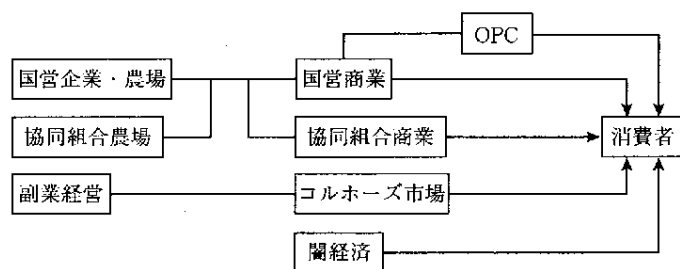 OPC
国営企業・農場
国営商業
協同組合農場
協同組合商業
消費者
副業経営
コルホーズ市場
闇経済